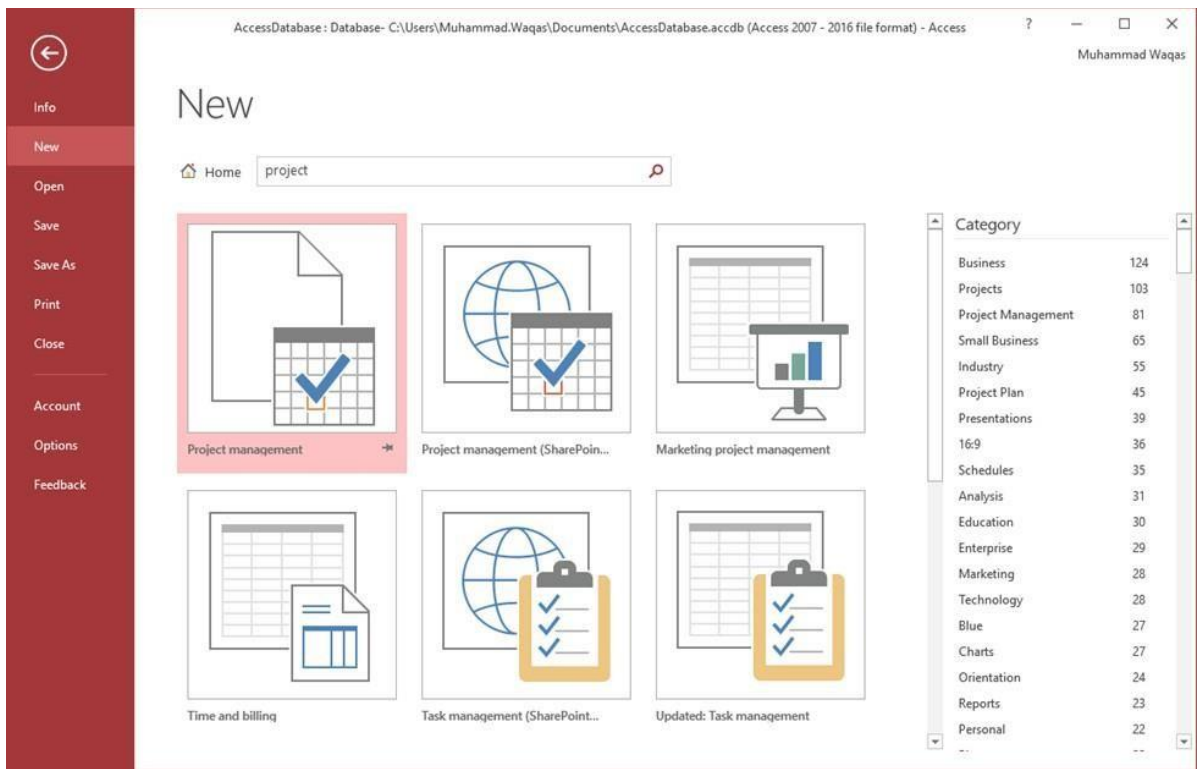 AccessDatabase : Database- C:\Users\Muhammad.Waqas\Documents\AccessDatabase.accdb (Access 2007 - 2016 file format) - Access
?
Muhammad Waqas
Info
New
Open
Save
Save As
Print
Close
Account
Options
Feedback
New
Home
project
Project management
Project management (SharePoin...
Marketing project management
Time and billing
Task management (SharePoint...
Updated: Task management
Category
Business 124
Projects 103
Project Management 81
Small Business 65
Industry 55
Project Plan 45
Presentations 39
16:9 36
Schedules 35
Analysis 31
Education 30
Enterprise 29
Marketing 28
Technology 28
Blue 27
Charts 27
Orientation 24
Reports 23
Personal 22